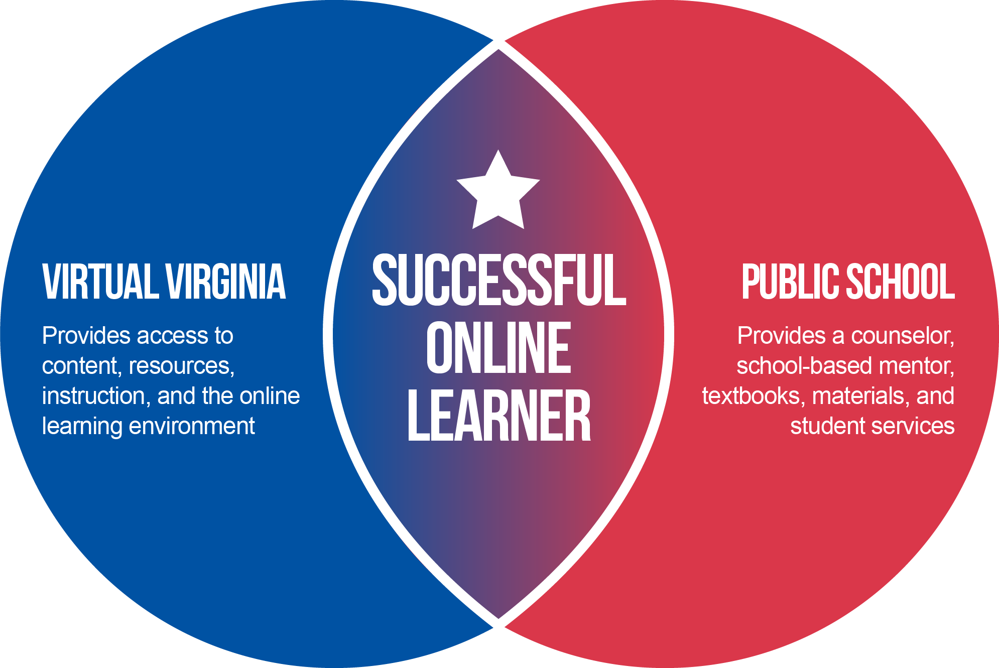 VIRTUAL VIRGINIA
Provides access to
content, resources,
instruction, and the online
learning environment
SUCCESSFUL
ONLINE
LEARNER
PUBLIC SCHOOL
Provides a counselor,
school-based mentor,
textbooks, materials, and
student services